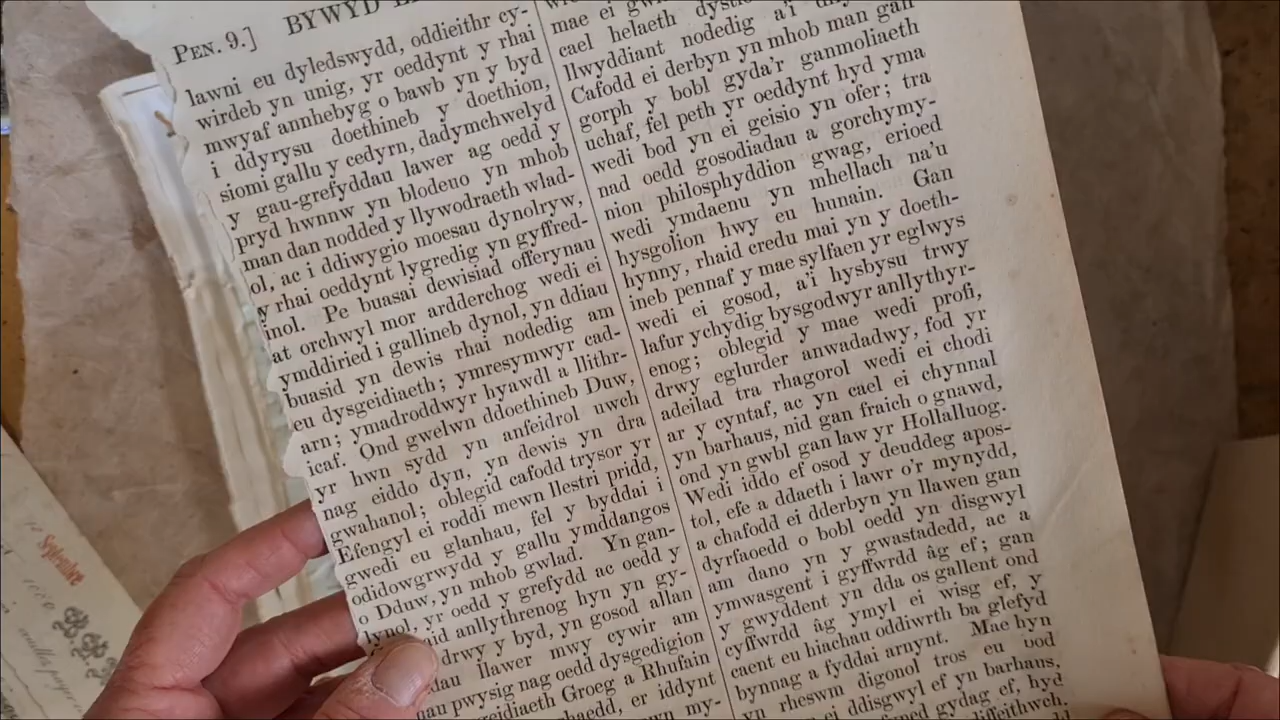 PEN. 9.] BYWYD
lawni eu dyledswydd, oddieithr cy-
wirdeb yn unig, yr oeddynt y rhai
mwyaf annhebyg o bawb yn y byd
i ddyrysu doethineb y doethion,
siomi gallu y cedyrn, dadymchwelyd
y gau-grefyddau lawer ag oedd y
pryd hwnnw yn blodeuo yn mhob
man dan nodded y llywodraeth wlad-
ol, ac i ddiwygio moesau dynolryw,
y rhai oeddynt lygredig yn gyffred-
inol. Pe buasai dewisiad offerynau
at orchwyl mor ardderchog wedi ei
ymddiried i gallineb dynol, yn ddiau
buasid yn dewis rhai nodedig am
eu dysgeidiaeth; ymresymwyr cad-
arn; ymadroddwyr hyawdl a llithr-
icaf. Ond gwelwn ddoethineb Duw,
yr hwn sydd yn anfeidrol uwch
nag eiddo dyn, yn dewis yn dra
gwahanol; oblegid cafodd trysor yr
Efengyl ei roddi mewn llestri pridd,
gwedi eu glanhau, fel y byddai i
odidowgrwydd y gallu ymddangos
o Dduw, yn mhob gwlad. Yn gan-
lynol, yr oedd y grefydd ac oedd y
anllythrenog hyn yn gy-
drwy y byd, yn gosod allan
llawer mwy cywir am
pwysig nag oedd dysgedigion
Groeg a Rhufain
er iddynt
mae ei
cael helaeth
llwyddiant nodedig a'i
Cafodd ei derbyn yn mhob man gan
gorph y bobl gyda'r ganmoliaeth
uchaf, fel peth yr oeddynt hyd yma
wedi bod yn ei geisio yn ofer; tra
nad oedd gosodiadau a gorchymy-
nion philosphyddion gwag, erioed
wedi ymdaenu yn mhellach na'u
hysgolion hwy eu hunain. Gan
hynny, rhaid credu mai yn y doeth-
ineb pennaf y mae sylfaen yr eglwys
wedi ei gosod, a'i hysbysu trwy
lafur ychydig bysgodwyr anllythyr-
enog; oblegid y mae wedi profi,
drwy eglurder anwadadwy, fod yr
adeilad tra rhagorol wedi ei chodi
ar y cyntaf, ac yn cael ei chynnal
yn barhaus, nid gan fraich o gnawd,
ond yn gwbl gan law yr Hollalluog.
Wedi iddo ef osod y deuddeg apos-
tol, efe a ddaeth i lawr o'r mynydd,
a chafodd ei dderbyn yn llawen gan
dyrfaoedd o bobl oedd yn disgwyl
am dano yn y gwastadedd, ac a
ymwasgent i gyffwrdd âg ef; gan
y gwyddent yn dda os gallent ond
cyffwrdd âg ymyl ei wisg ef, y
caent eu hiachau oddiwrth ba glefyd
bynnag a fyddai arnynt. Mae hyn
yn rheswm digonol tros eu bod
ei ddisgwyl ef yn barhaus,
gydag ef, hyd